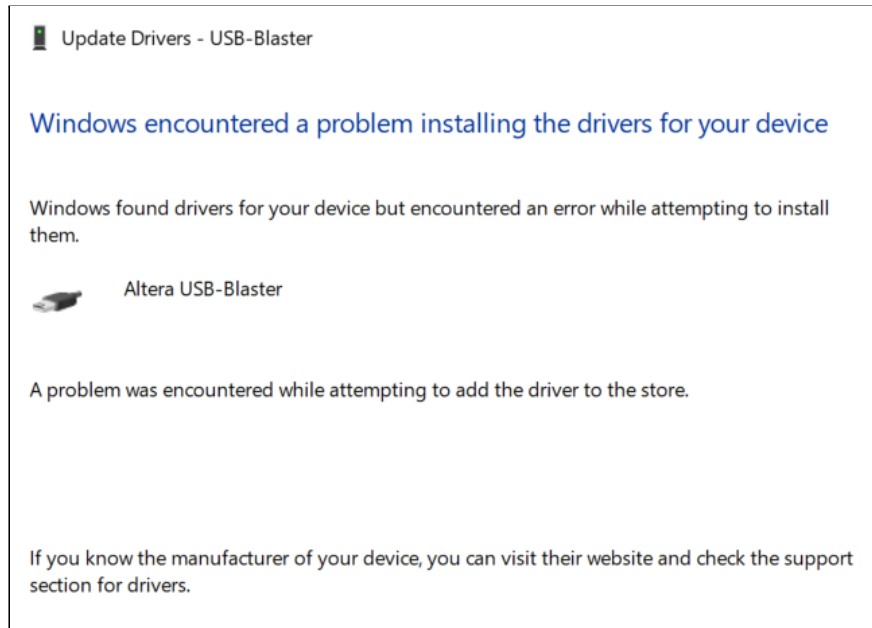 Update Drivers - USB-Blaster
Windows encountered a problem installing the drivers for your device
Windows found drivers for your device but encountered an error while attempting to install
them.
Altera USB-Blaster
A problem was encountered while attempting to add the driver to the store.
If you know the manufacturer of your device, you can visit their website and check the support
section for drivers.